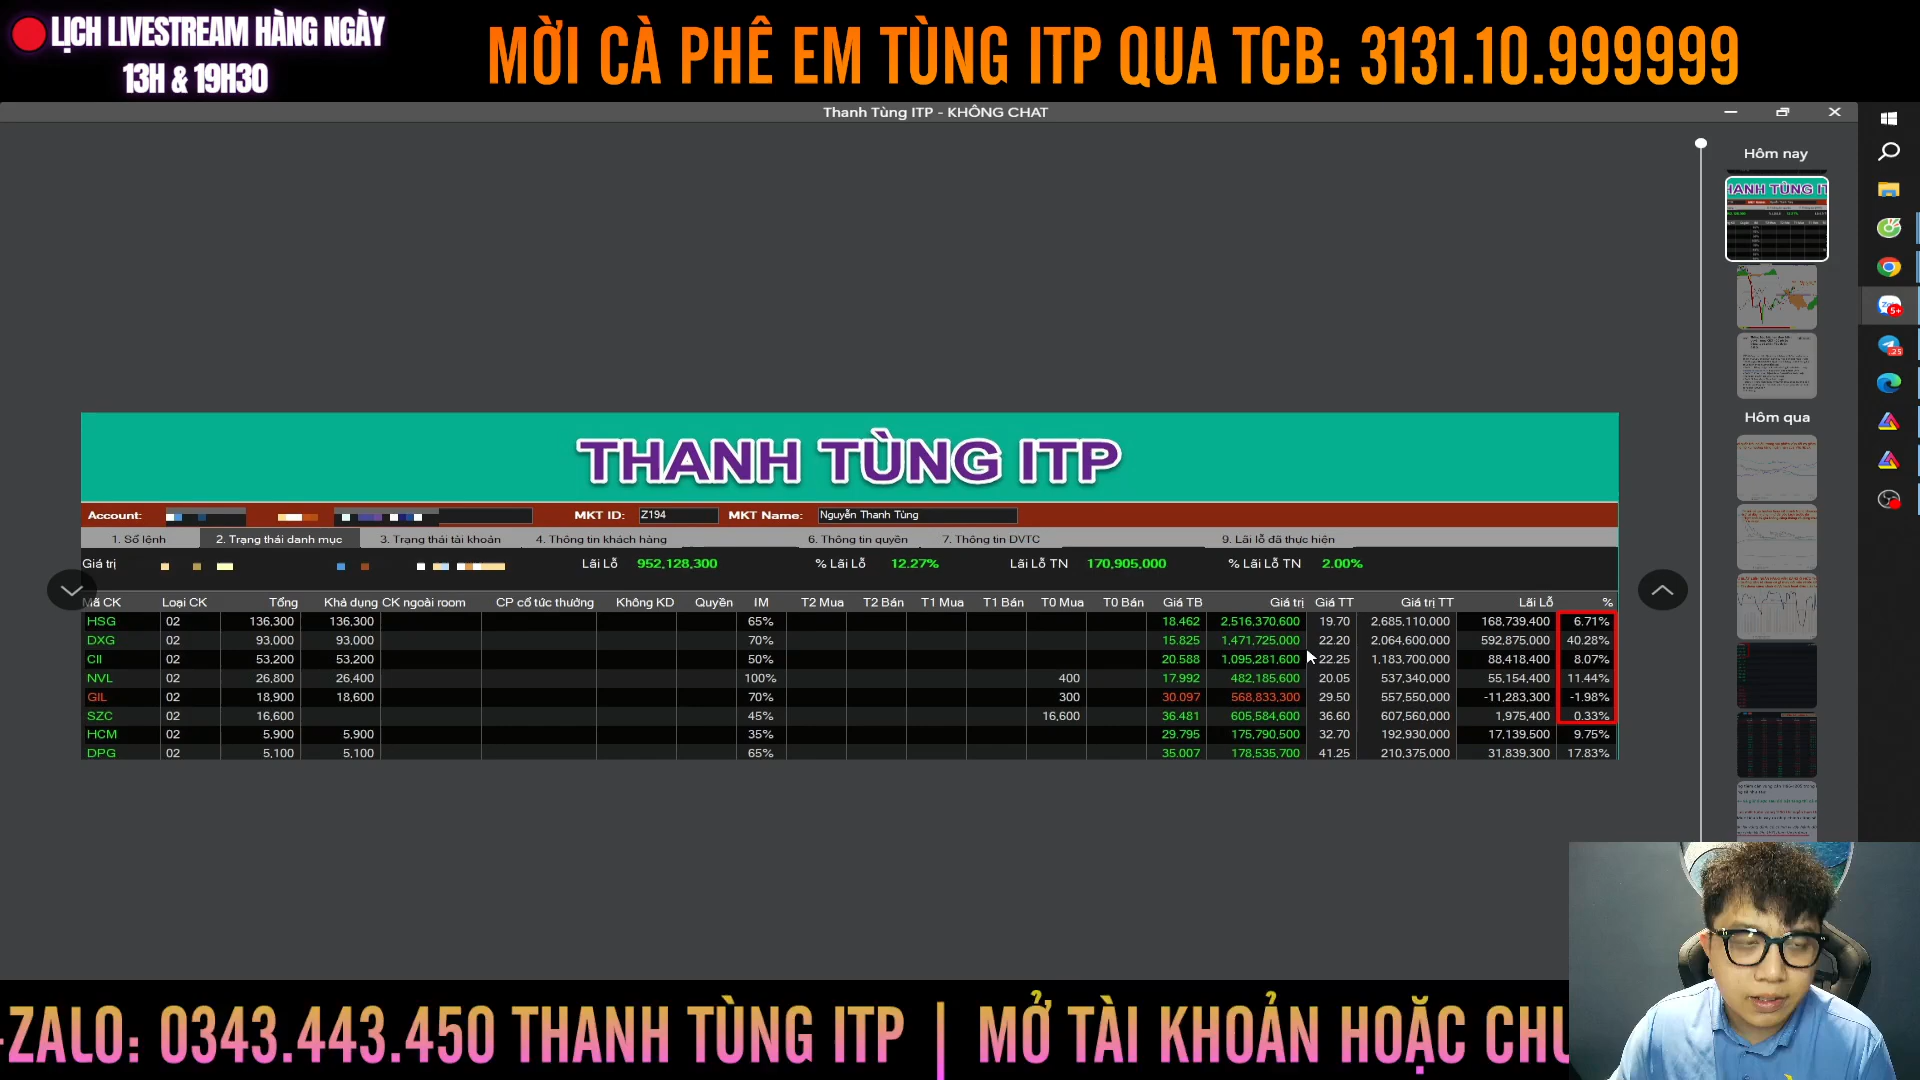 LỊCH LIVESTREAM HÀNG NGÀY
13H & 19H30
MỜI CÀ PHÊ EM TÙNG ITP QUA TCB: 3131.10.999999
Thanh Tùng ITP - KHÔNG CHAT
Hôm nay
Hôm qua
THANH TÙNG ITP
Account: MKT ID: Z194 MKT Name: Nguyễn Thanh Tùng
1. Số lệnh 2. Trạng thái danh mục 3. Trạng thái tài khoản 4. Thông tin khách hàng 6. Thông tin quyền 7. Thông tin DVTC 9. Lãi lỗ đã thực hiện
Giá trị Lãi Lỗ 952,128,300 % Lãi Lỗ 12.27% Lãi Lỗ TN 170,905,000 % Lãi Lỗ TN 2.00%
Mã CK Loại CK Tổng Khả dụng CK ngoài room CP cổ tức thưởng Không KD Quyền IM T2 Mua T2 Bán T1 Mua T1 Bán T0 Mua T0 Bán Giá TB Giá trị Giá TT Giá trị TT Lãi Lỗ %
HSG 02 136,300 136,300 65% 18.462 2,516,370,600 19.70 2,685,110,000 168,739,400 6.71%
DXG 02 93,000 93,000 70% 15.825 1,471,725,000 22.20 2,064,600,000 592,875,000 40.28%
CII 02 53,200 53,200 50% 20.588 1,095,281,600 22.25 1,183,700,000 88,418,400 8.07%
NVL 02 26,800 26,400 100% 400 17.992 482,185,600 20.05 537,340,000 55,154,400 11.44%
GIL 02 18,900 18,600 70% 300 30.097 568,833,300 29.50 557,550,000 -11,283,300 -1.98%
SZC 02 16,600 45% 16,600 36.481 605,584,600 36.60 607,560,000 1,975,400 0.33%
HCM 02 5,900 5,900 35% 29.795 175,790,500 32.70 192,930,000 17,139,500 9.75%
DPG 02 5,100 5,100 65% 35.007 178,535,700 41.25 210,375,000 31,839,300 17.83%
-ZALO: 0343.443.450 THANH TÙNG ITP | MỞ TÀI KHOẢN HOẶC CHU